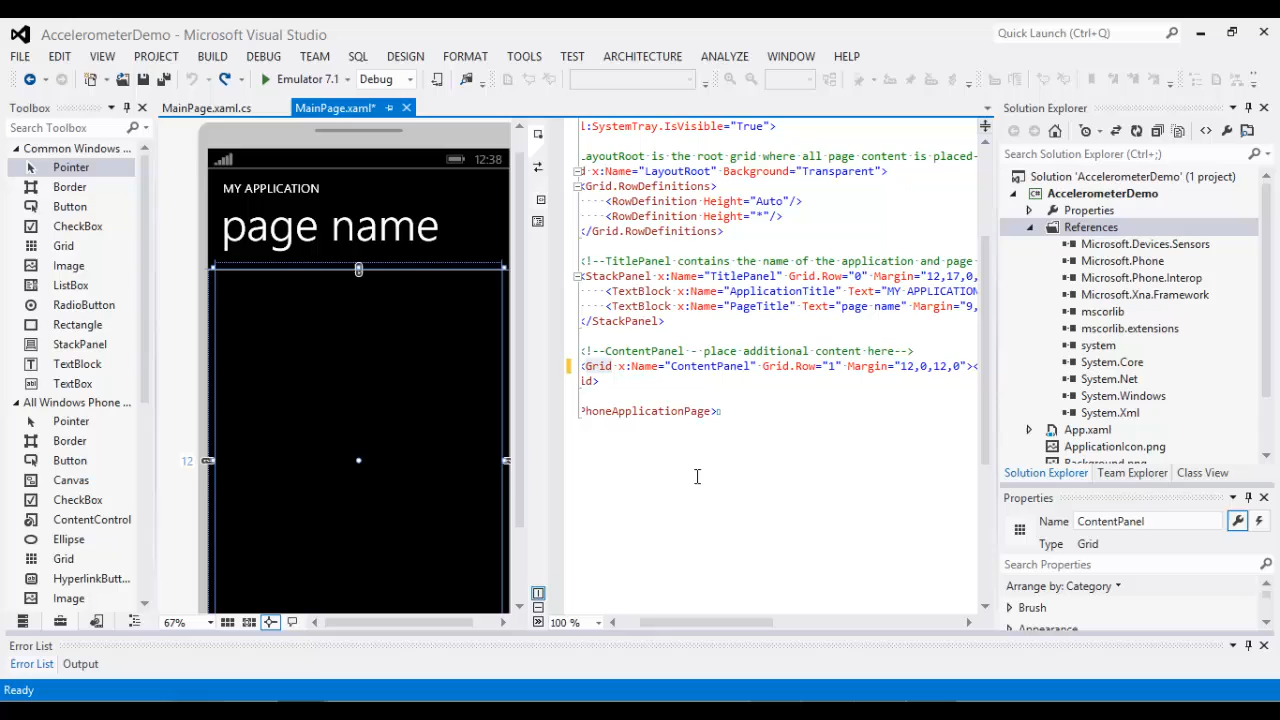 AccelerometerDemo - Microsoft Visual Studio
Quick Launch (Ctrl+Q)
FILE EDIT VIEW PROJECT BUILD DEBUG TEAM SQL DESIGN FORMAT TOOLS TEST ARCHITECTURE ANALYZE WINDOW HELP
Emulator 7.1 Debug
Toolbox
Search Toolbox
Common Windows ...
Pointer
Border
Button
CheckBox
Grid
Image
ListBox
RadioButton
Rectangle
StackPanel
TextBlock
TextBox
All Windows Phone ...
Pointer
Border
Button
Canvas
CheckBox
ContentControl
Ellipse
Grid
HyperlinkButt...
Image
MainPage.xaml.cs MainPage.xaml*
12:38
MY APPLICATION
page name
12
67%
l:SystemTray.IsVisible="True">
LayoutRoot is the root grid where all page content is placed-
d x:Name="LayoutRoot" Background="Transparent">
<Grid.RowDefinitions>
<RowDefinition Height="Auto"/>
<RowDefinition Height="*"/>
</Grid.RowDefinitions>
<!--TitlePanel contains the name of the application and page
<StackPanel x:Name="TitlePanel" Grid.Row="0" Margin="12,17,0,
<TextBlock x:Name="ApplicationTitle" Text="MY APPLICATION
<TextBlock x:Name="PageTitle" Text="page name" Margin="9,
</StackPanel>
<!--ContentPanel - place additional content here-->
<Grid x:Name="ContentPanel" Grid.Row="1" Margin="12,0,12,0"><
id>
PhoneApplicationPage>
100 %
Solution Explorer
Search Solution Explorer (Ctrl+;)
Solution 'AccelerometerDemo' (1 project)
AccelerometerDemo
Properties
References
Microsoft.Devices.Sensors
Microsoft.Phone
Microsoft.Phone.Interop
Microsoft.Xna.Framework
mscorlib
mscorlib.extensions
system
System.Core
System.Net
System.Windows
System.Xml
App.xaml
ApplicationIcon.png
Background.png
Solution Explorer Team Explorer Class View
Properties
Name ContentPanel
Type Grid
Search Properties
Arrange by: Category
Brush
Appearance
Error List
Error List Output
Ready